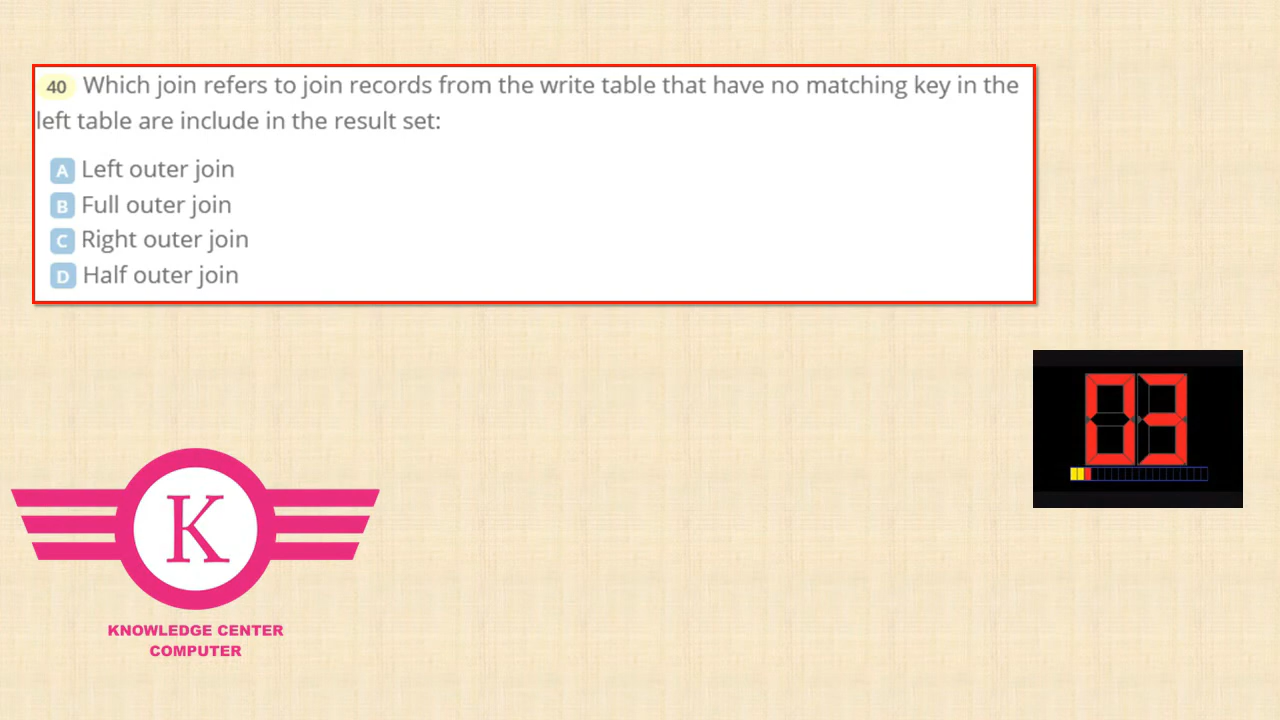 40 Which join refers to join records from the write table that have no matching key in the
left table are include in the result set:
A Left outer join
B Full outer join
C Right outer join
D Half outer join
03
K
KNOWLEDGE CENTER
COMPUTER